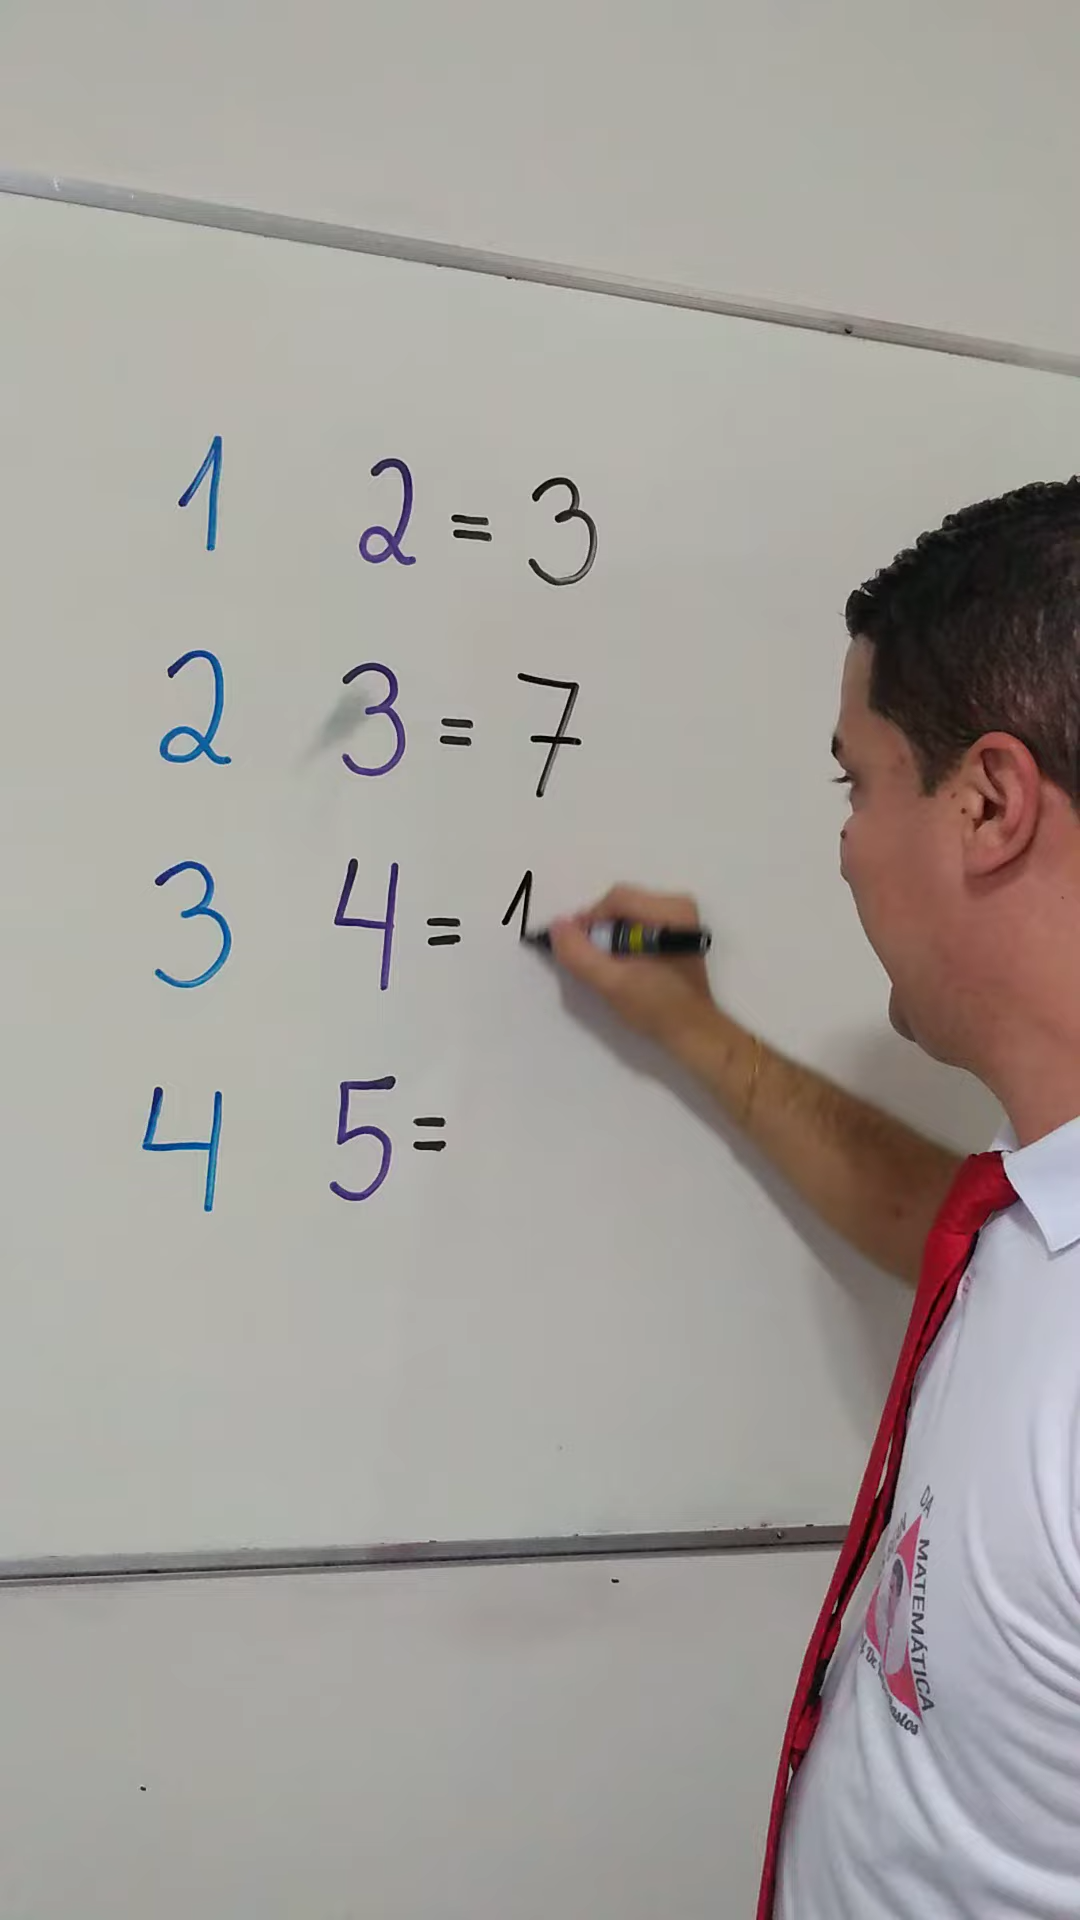 1 2 = 3
2 3 = 7
3 4 = 1
4 5 =
DA MATEMÁTICA